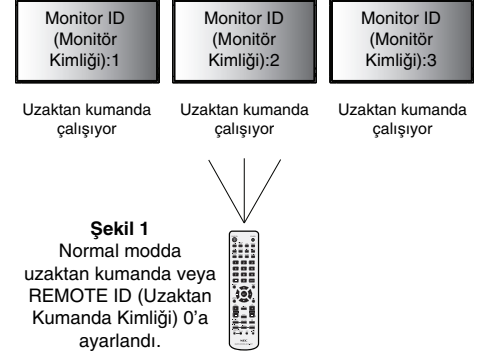 Monitor ID
(Monitör
Kimliği):1
Monitor ID
(Monitör
Kimliği):2
Monitor ID
(Monitör
Kimliği):3
Uzaktan kumanda
çalışıyor
Uzaktan kumanda
çalışıyor
Uzaktan kumanda
çalışıyor
Şekil 1
Normal modda
uzaktan kumanda veya
REMOTE ID (Uzaktan
Kumanda Kimliği) 0’a
ayarlandı.
NEC